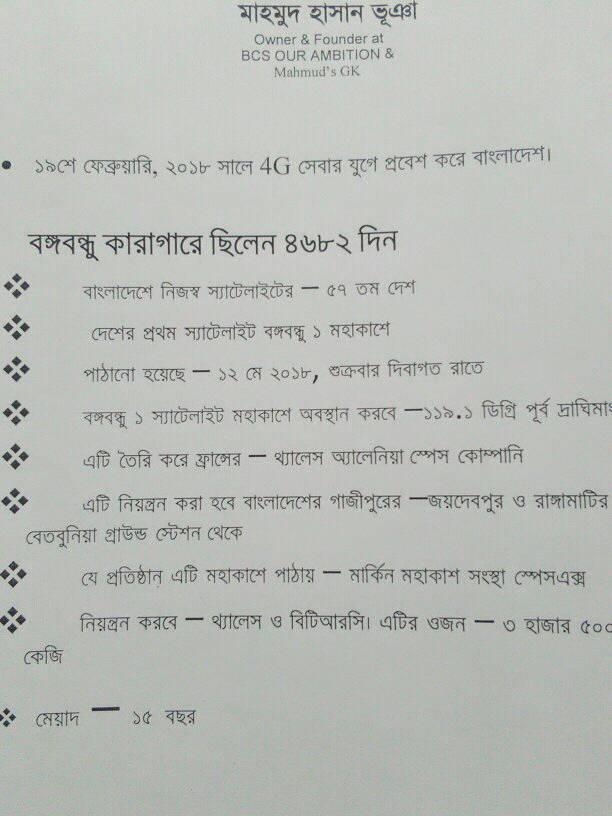 মাহমুদ হাসান ভূঞা
Owner & Founder at
BCS OUR AMBITION &
Mahmud's GK
• ১৯শে ফেব্রুয়ারি, ২০১৮ সালে 4G সেবার যুগে প্রবেশ করে বাংলাদেশ।
বঙ্গবন্ধু কারাগারে ছিলেন ৪৬৮২ দিন
❖ বাংলাদেশে নিজস্ব স্যাটেলাইটের — ৫৭ তম দেশ
❖ দেশের প্রথম স্যাটেলাইট বঙ্গবন্ধু ১ মহাকাশে
❖ পাঠানো হয়েছে — ১২ মে ২০১৮, শুক্রবার দিবাগত রাতে
❖ বঙ্গবন্ধু ১ স্যাটেলাইট মহাকাশে অবস্থান করবে —১১৯.১ ডিগ্রি পূর্ব
❖ এটি তৈরি করে ফ্রান্সের — থ্যালেস অ্যালেনিয়া স্পেস কোম্পানি
❖ এটি নিয়ন্ত্রন করা হবে বাংলাদেশের গাজীপুরের —জয়দেবপুর ও রাঙ্গামাটির
বেতবুনিয়া গ্রাউন্ড স্টেশন থেকে
❖ যে প্রতিষ্ঠান এটি মহাকাশে পাঠায় — মার্কিন মহাকাশ সংস্থা স্পেসএক্স
❖ নিয়ন্ত্রন করবে — থ্যালেস ও বিটিআরসি। এটির ওজন — ৩ হাজার ৫০০
কেজি
❖ মেয়াদ — ১৫ বছর